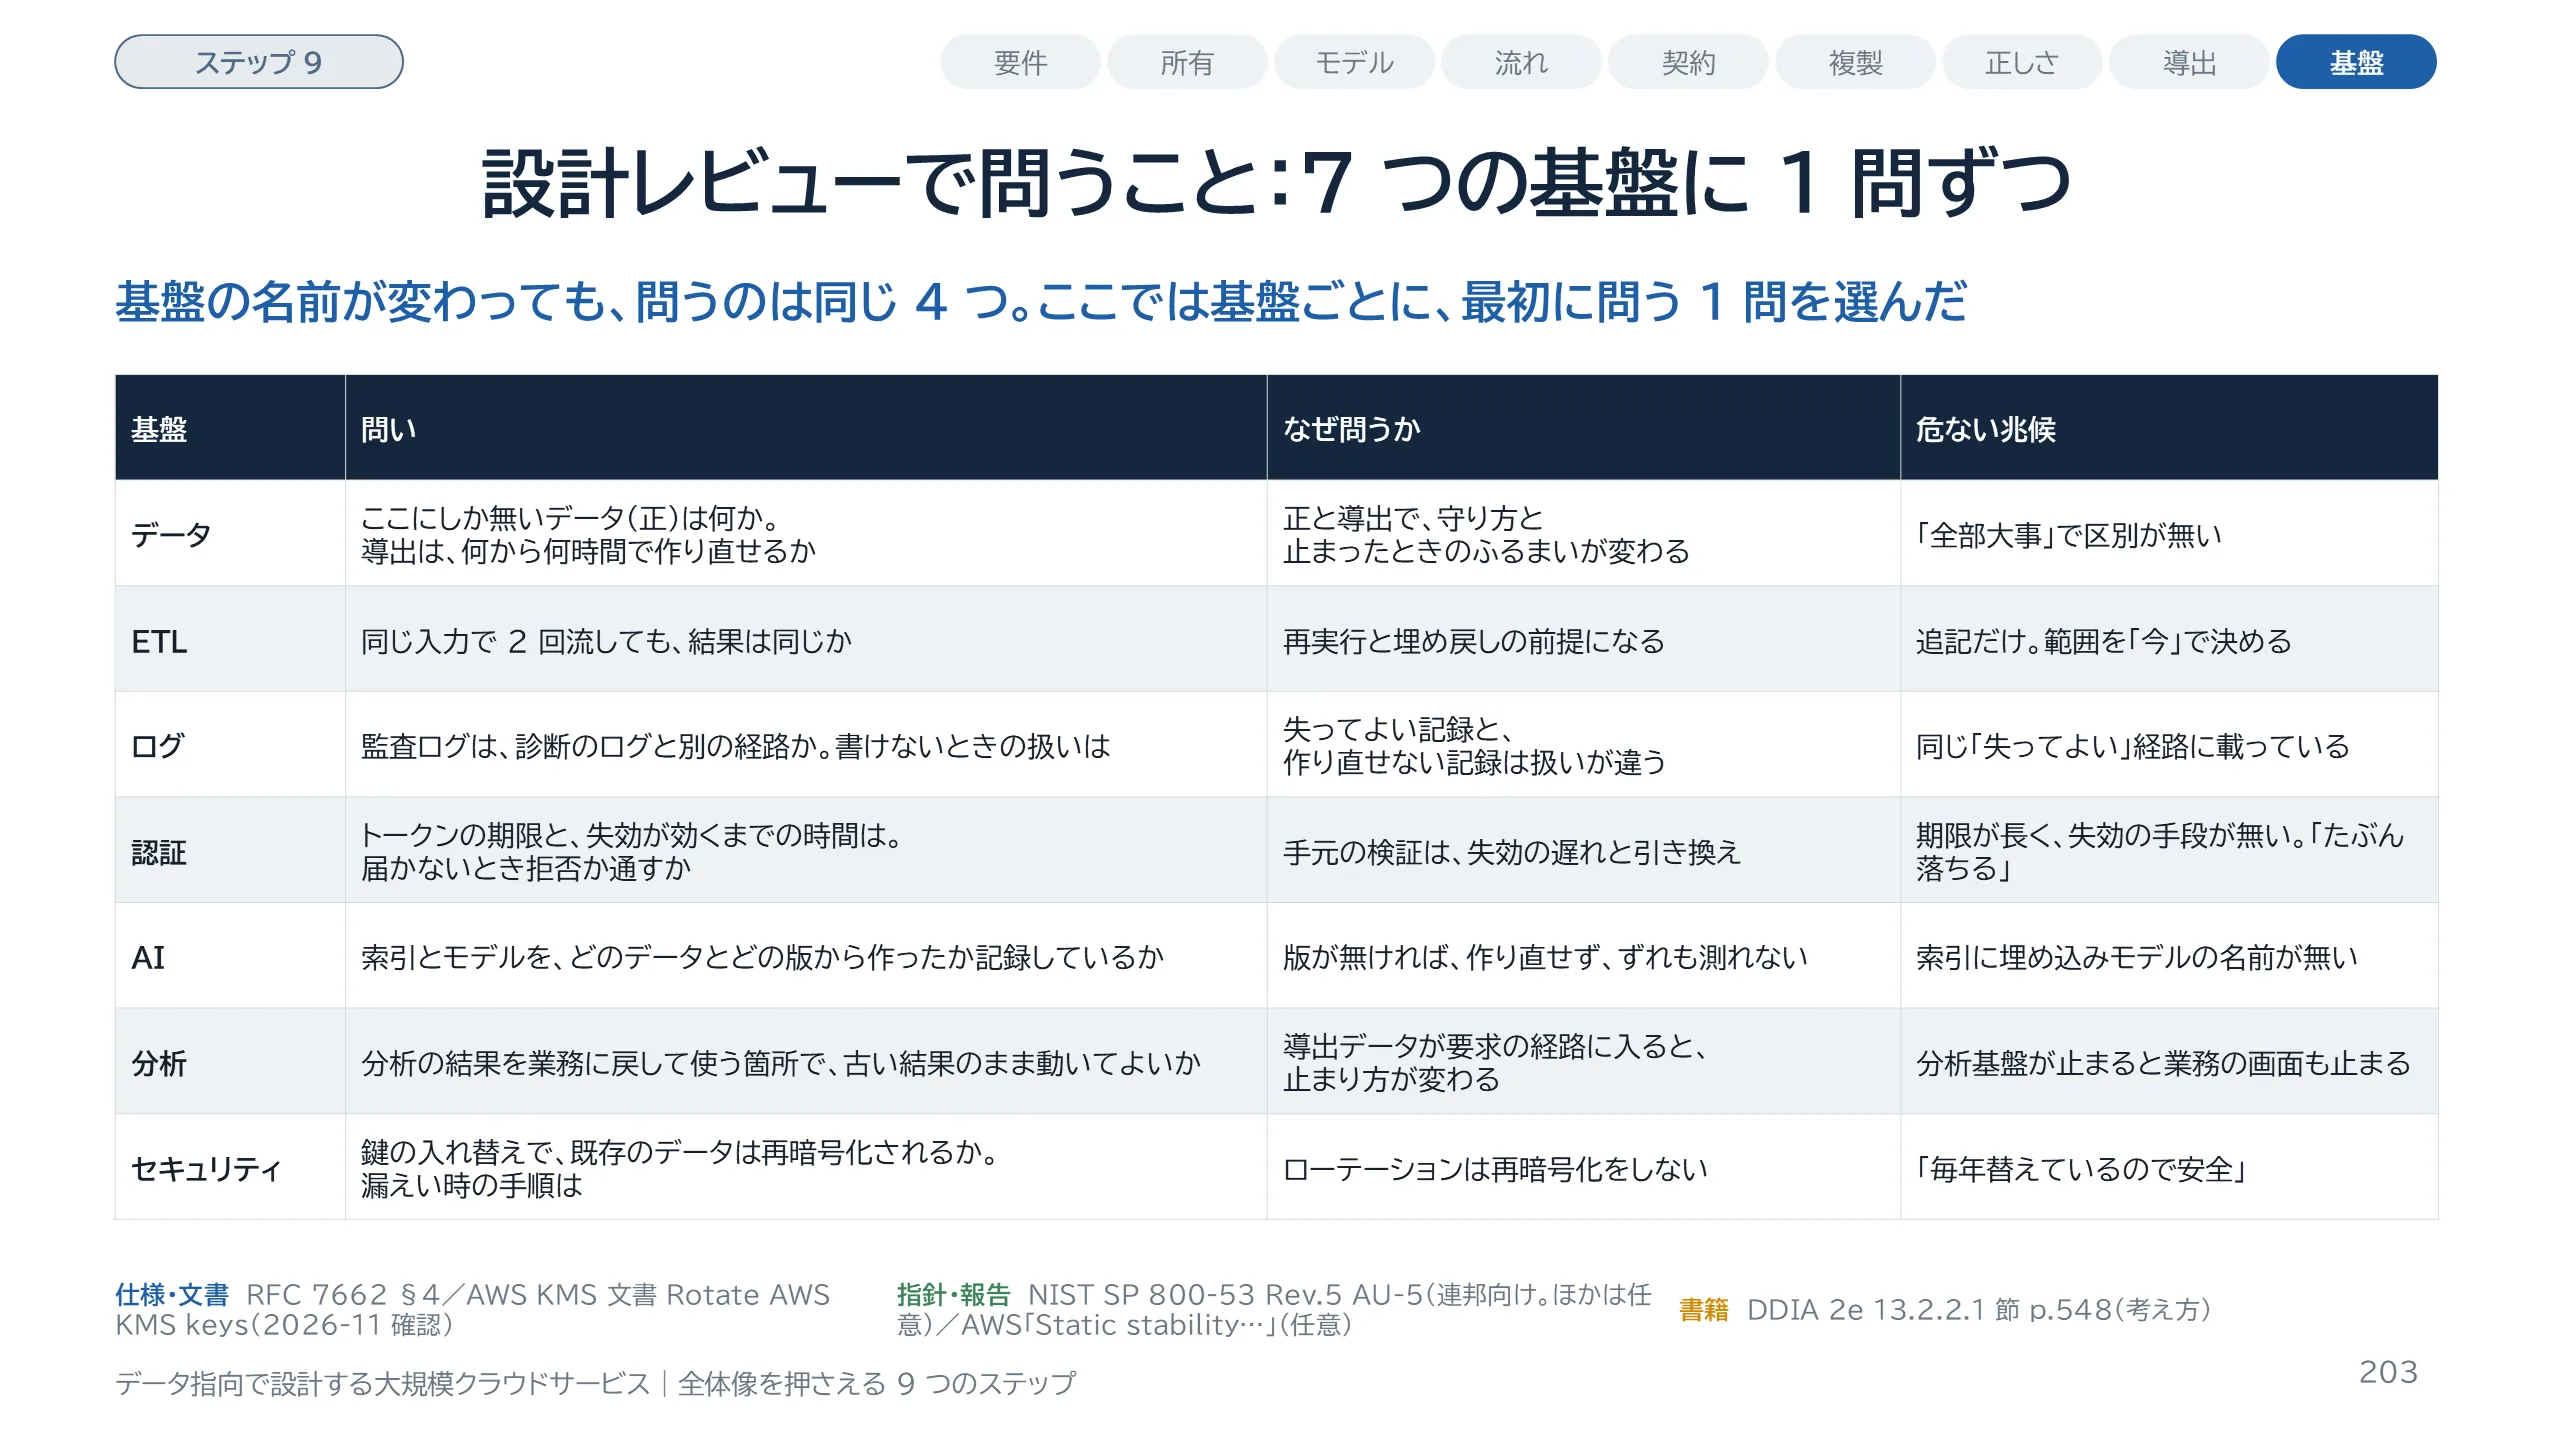 ステップ 9
要件
所有
モデル
流れ
契約
複製
正しさ
導出
基盤
設計レビューで問うこと：7 つの基盤に 1 問ずつ
基盤の名前が変わっても、問うのは同じ 4 つ。ここでは基盤ごとに、最初に問う 1 問を選んだ
基盤
問い
なぜ問うか
危ない兆候
データ
ここにしか無いデータ（正）は何か。
導出は、何から何時間で作り直せるか
正と導出で、守り方と
止まったときのふるまいが変わる
「全部大事」で区別が無い
ETL
同じ入力で 2 回流しても、結果は同じか
再実行と埋め戻しの前提になる
追記だけ。範囲を「今」で決める
ログ
監査ログは、診断のログと別の経路か。書けないときの扱いは
失ってよい記録と、
作り直せない記録は扱いが違う
同じ「失ってよい」経路に載っている
認証
トークンの期限と、失効が効くまでの時間は。
届かないとき拒否か通すか
手元の検証は、失効の遅れと引き換え
期限が長く、失効の手段が無い。「たぶん
落ちる」
AI
索引とモデルを、どのデータとどの版から作ったか記録しているか
版が無ければ、作り直せず、ずれも測れない
索引に埋め込みモデルの名前が無い
分析
分析の結果を業務に戻して使う箇所で、古い結果のまま動いてよいか
導出データが要求の経路に入ると、
止まり方が変わる
分析基盤が止まると業務の画面も止まる
セキュリティ
鍵の入れ替えで、既存のデータは再暗号化されるか。
漏えい時の手順は
ローテーションは再暗号化をしない
「毎年替えているので安全」
仕様・文書 RFC 7662 §4／AWS KMS 文書 Rotate AWS
KMS keys（2026-11 確認）
指針・報告 NIST SP 800-53 Rev.5 AU-5（連邦向け。ほかは任
意）／AWS「Static stability…」（任意）
書籍 DDIA 2e 13.2.2.1 節 p.548（考え方）
データ指向で設計する大規模クラウドサービス｜全体像を押さえる 9 つのステップ
203